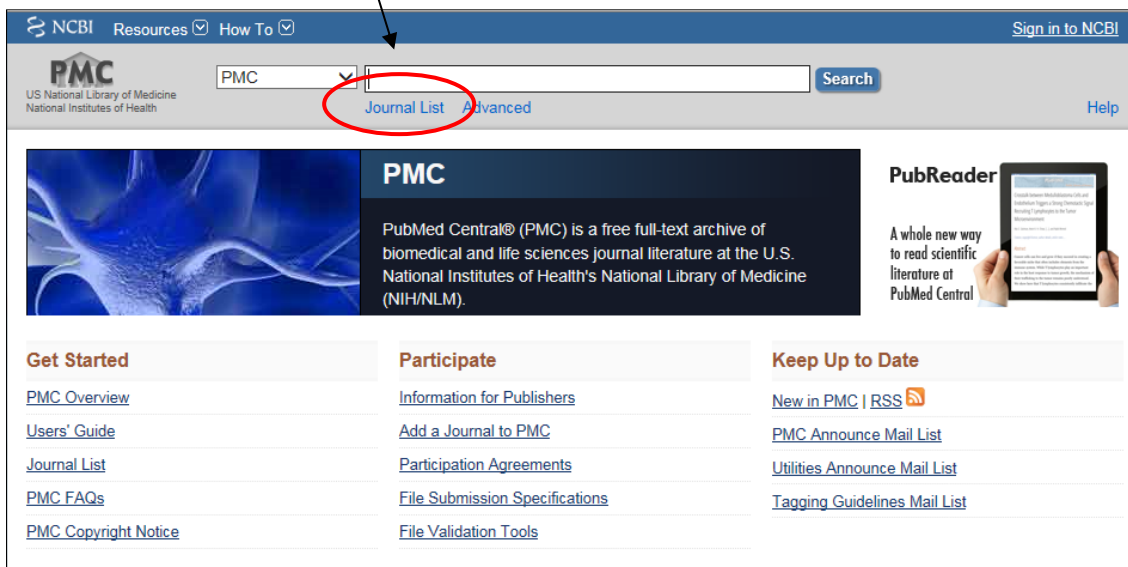 NCBI Resources How To Sign in to NCBI
PMC
US National Library of Medicine
National Institutes of Health
PMC
Search
Journal List Advanced
Help
PMC
PubMed Central® (PMC) is a free full-text archive of
biomedical and life sciences journal literature at the U.S.
National Institutes of Health's National Library of Medicine
(NIH/NLM).
PubReader
A whole new way
to read scientific
literature at
PubMed Central
Get Started
PMC Overview
Users' Guide
Journal List
PMC FAQs
PMC Copyright Notice
Participate
Information for Publishers
Add a Journal to PMC
Participation Agreements
File Submission Specifications
File Validation Tools
Keep Up to Date
New in PMC | RSS
PMC Announce Mail List
Utilities Announce Mail List
Tagging Guidelines Mail List